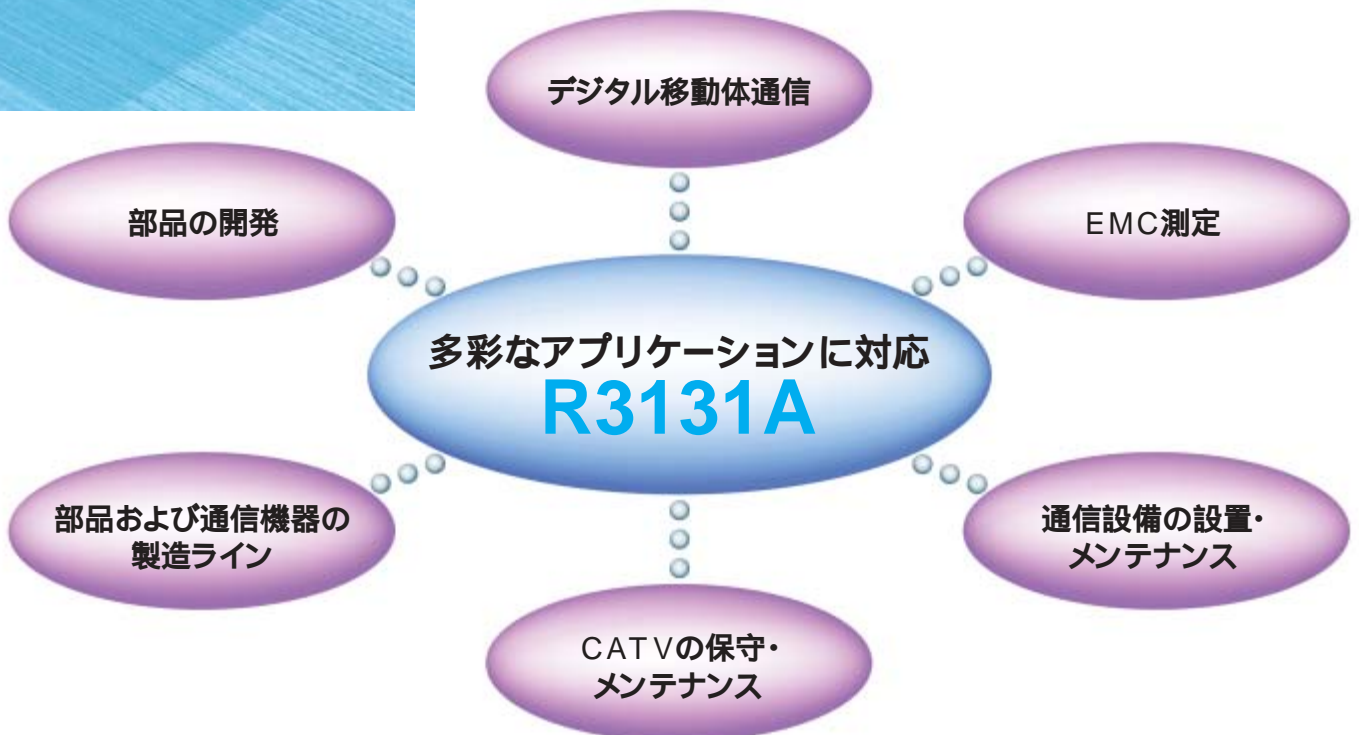 デジタル移動体通信
部品の開発
EMC測定
多彩なアプリケーションに対応
R3131A
部品および通信機器の
製造ライン
通信設備の設置・
メンテナンス
CATVの保守・
メンテナンス